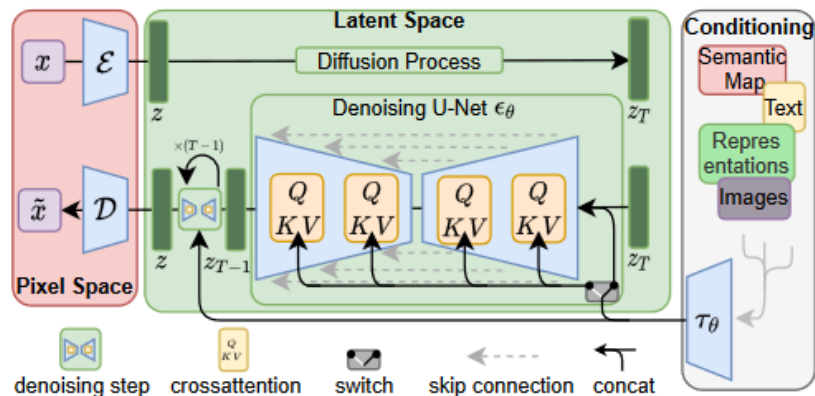 Latent Space
Conditioning
x
ℰ
z
Diffusion Process
z_T
Semantic
Map
Text
Repres
entations
Images
Denoising U-Net ϵ_θ
×(T−1)
x̃
𝒟
z
z_{T−1}
Q
KV
Q
KV
Q
KV
Q
KV
z_T
Pixel Space
τ_θ
Q
KV
denoising step
crossattention
switch
skip connection
concat